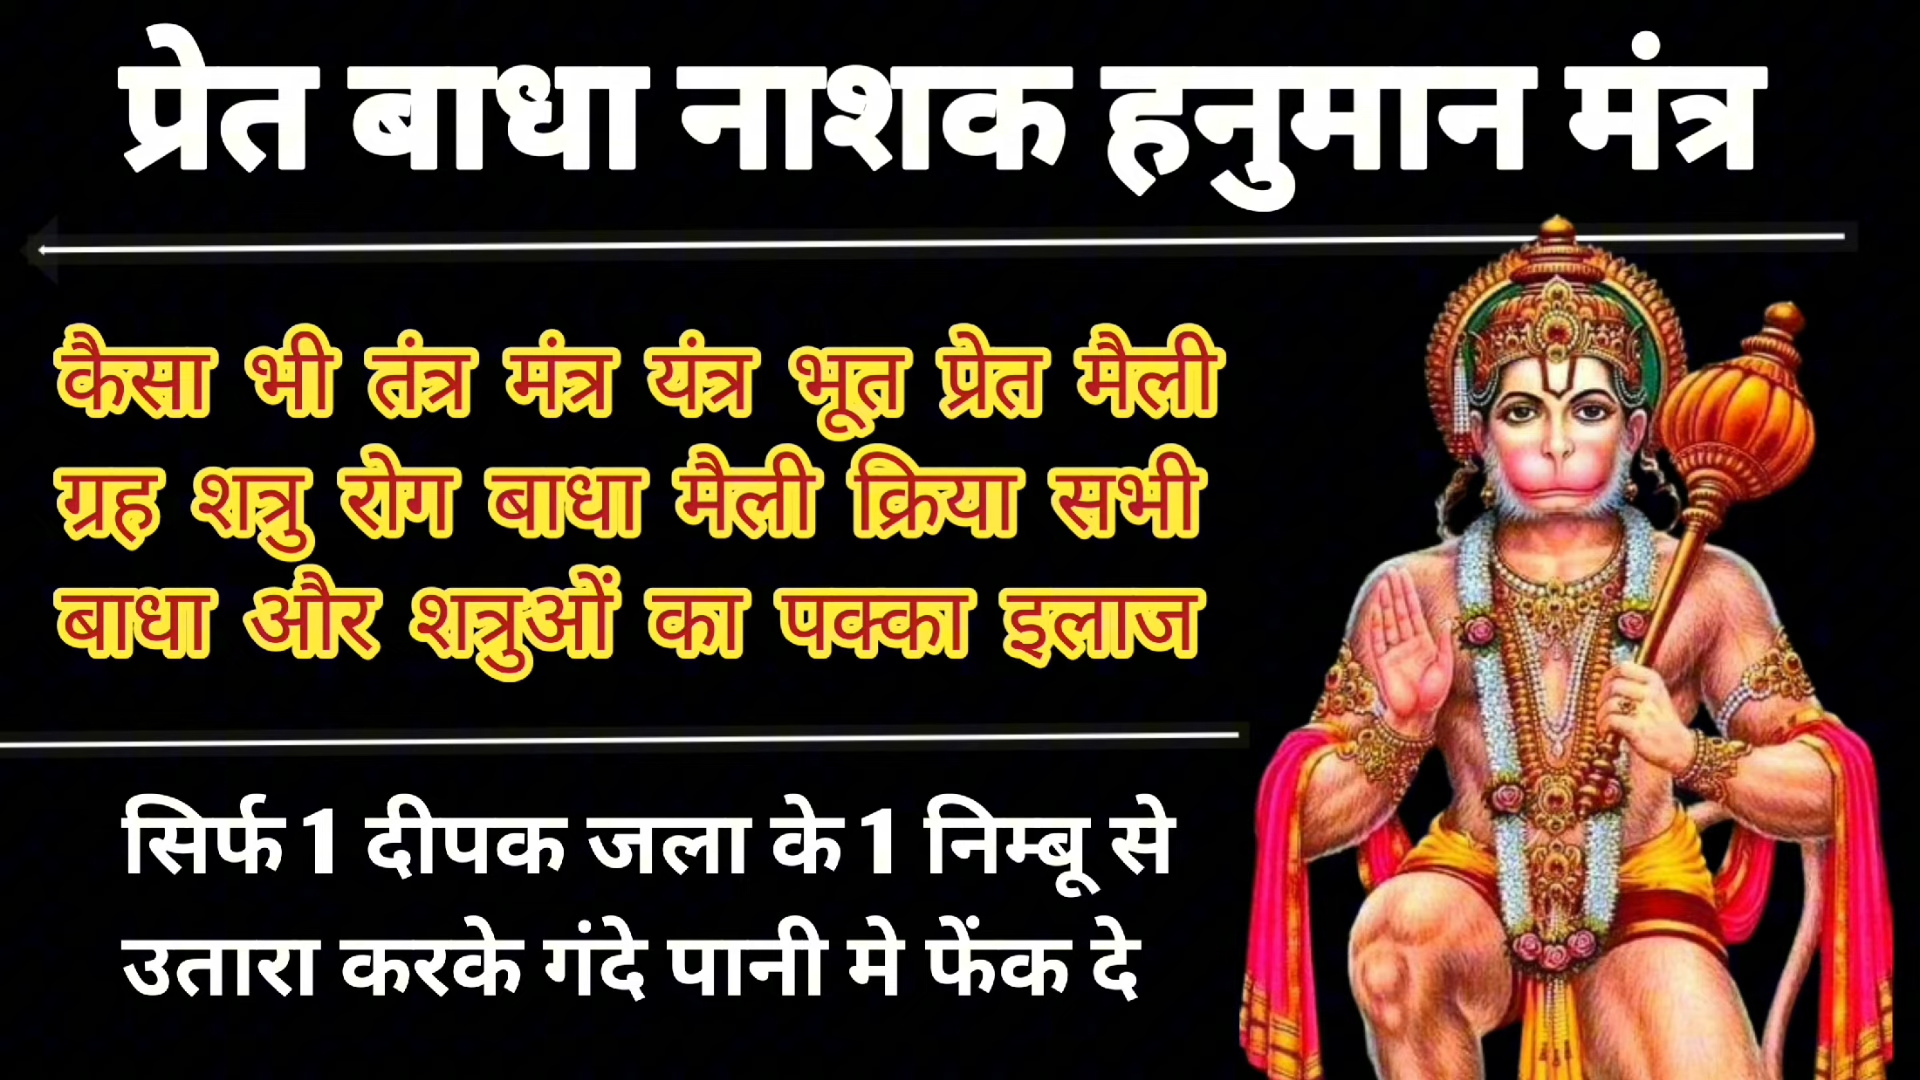 प्रेत बाधा नाशक हनुमान मंत्र
कैसा भी तंत्र मंत्र यंत्र भूत प्रेत मैली
ग्रह शत्रु रोग बाधा मैली क्रिया सभी
बाधा और शत्रुओं का पक्का इलाज
सिर्फ 1 दीपक जला के 1 निम्बू से
उतारा करके गंदे पानी मे फेंक दे